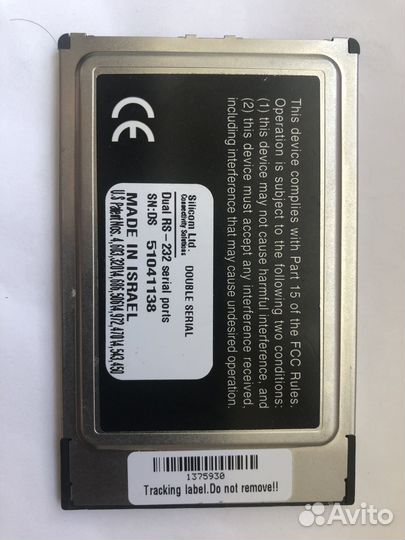 This device complies with Part 15 of the FCC Rules.
Operation is subject to the following two conditions:
(1) this device may not cause harmful interference, and
(2) this device must accept any interference received,
including interference that may cause undesired operation.
CE
DOUBLE SERIAL
Silicom Ltd.
Connectivity Solutions
Dual RS-232 serial ports
SN:DS 51041138
MADE IN ISRAEL
1375930
Tracking label.Do not remove!!
Avito